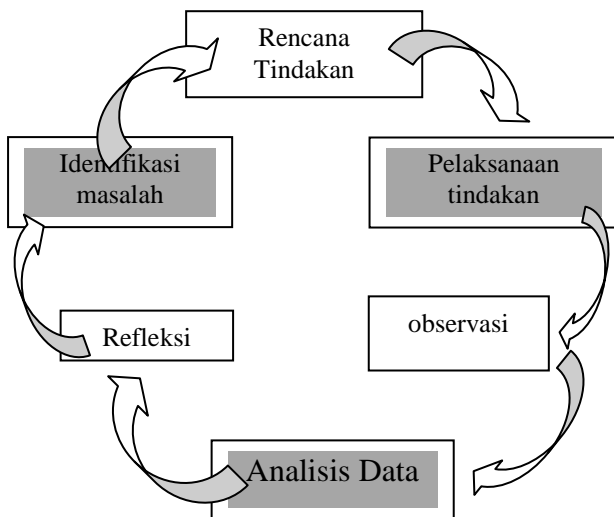 Rencana
Tindakan
Identifikasi
masalah
Pelaksanaan
tindakan
Refleksi
observasi
Analisis Data